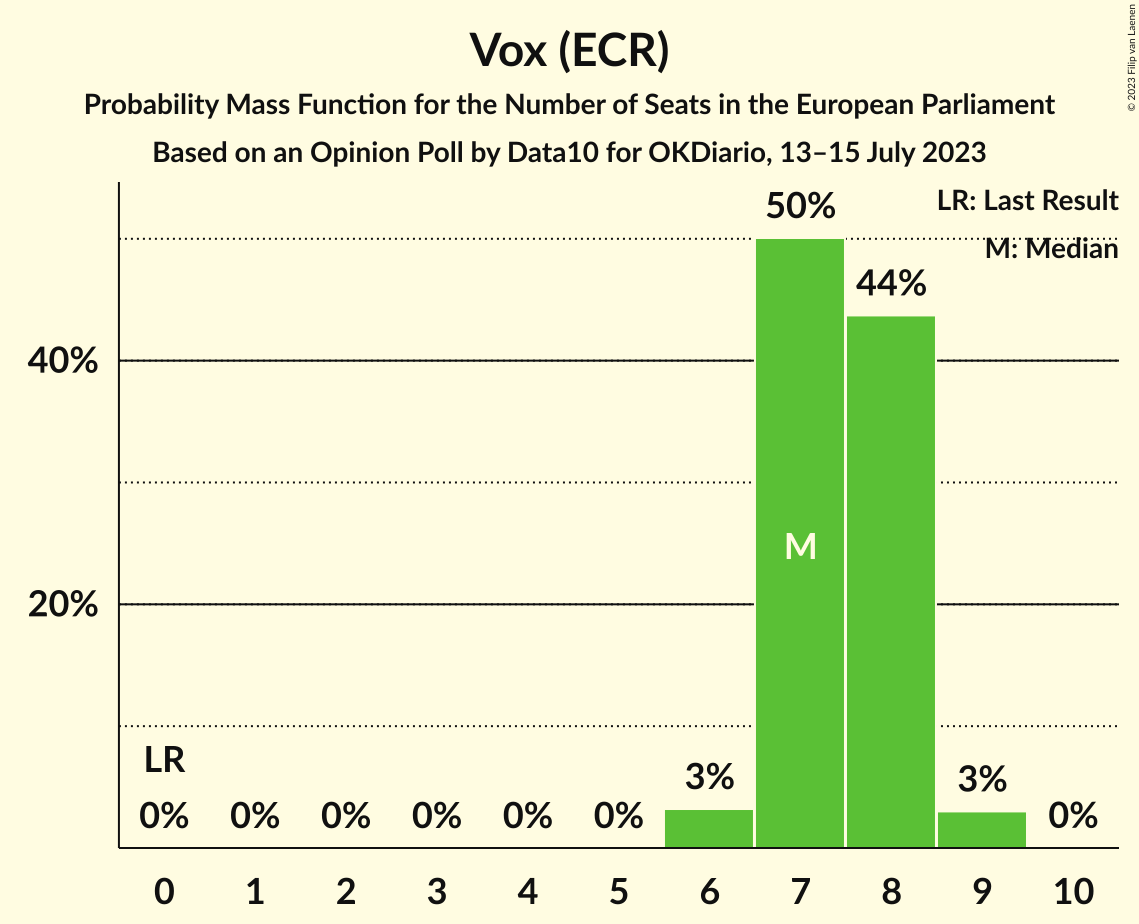 Vox (ECR)
Probability Mass Function for the Number of Seats in the European Parliament
Based on an Opinion Poll by Data10 for OKDiario, 13–15 July 2023
© 2023 Filip van Laenen
LR: Last Result
M: Median
50%
44%
40%
M
20%
LR
0% 0% 0% 0% 0% 0% 3% 3% 0%
0 1 2 3 4 5 6 7 8 9 10